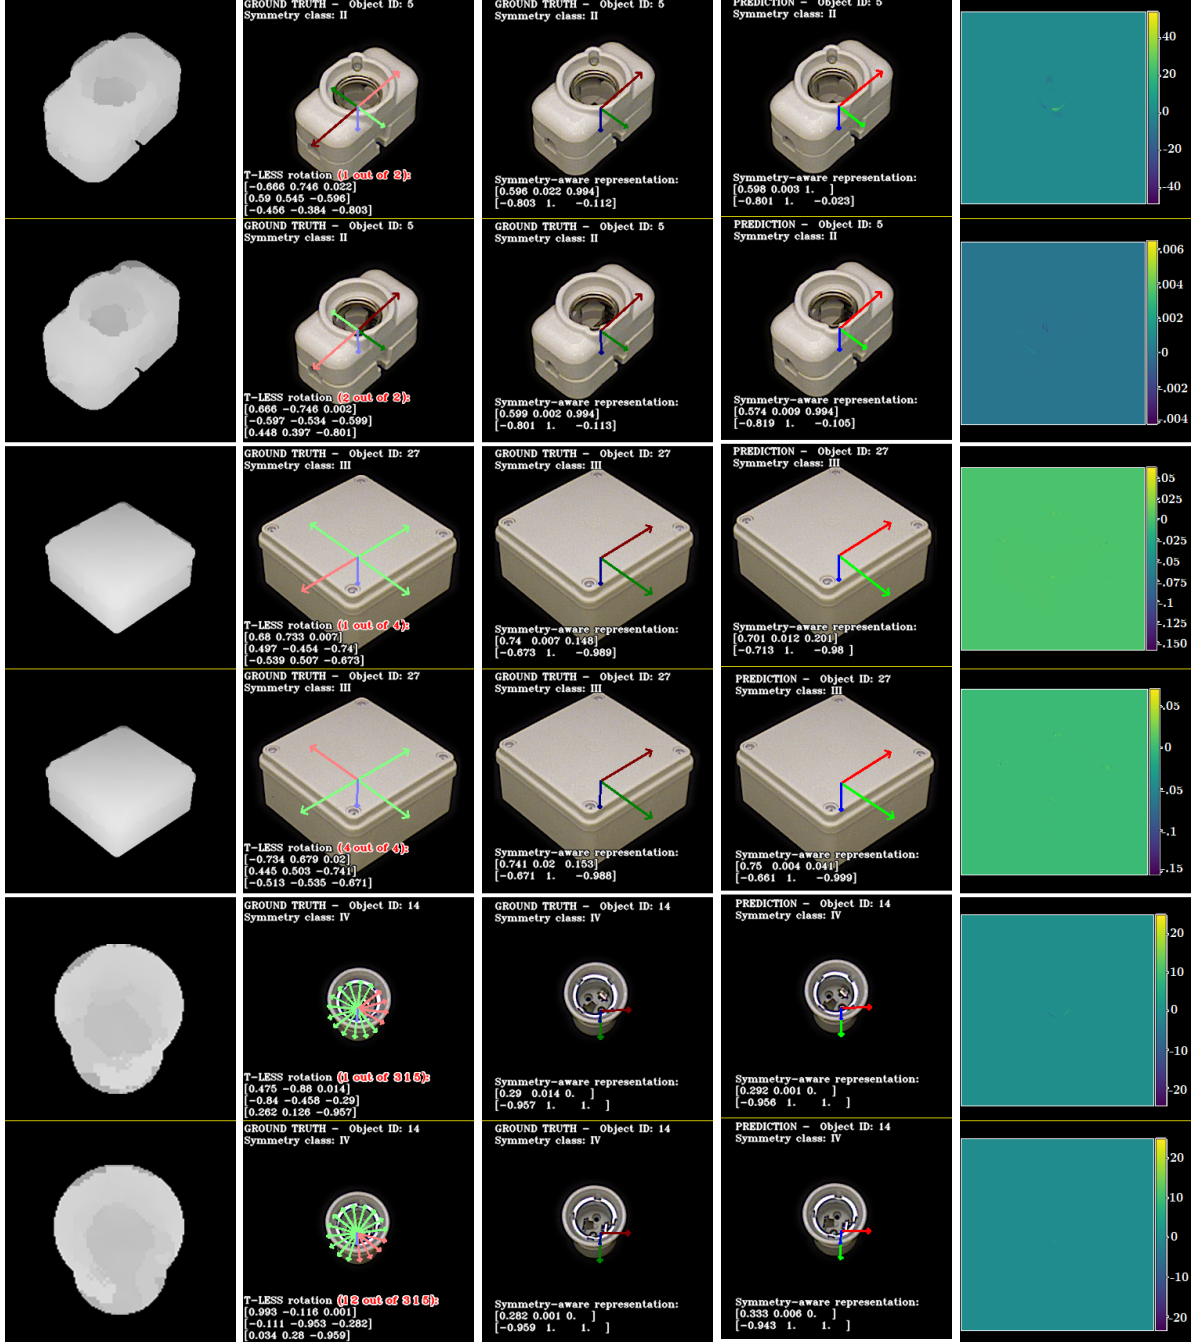 GROUND TRUTH - Object ID: 5
Symmetry class: II
T-LESS rotation (1 out of 2):
[-0.666 0.746 0.022]
[0.59 0.545 -0.596]
[-0.456 -0.384 -0.803]
GROUND TRUTH - Object ID: 5
Symmetry class: II
Symmetry-aware representation:
[0.596 0.022 0.994]
[-0.803 1. -0.112]
PREDICTION - Object ID: 5
Symmetry class: II
Symmetry-aware representation:
[0.598 0.003 1. ]
[-0.801 1. -0.023]
40
20
0
-20
-40
GROUND TRUTH - Object ID: 5
Symmetry class: II
T-LESS rotation (2 out of 2):
[0.666 -0.746 0.002]
[-0.597 -0.534 -0.599]
[0.448 0.397 -0.801]
GROUND TRUTH - Object ID: 5
Symmetry class: II
Symmetry-aware representation:
[0.599 0.002 0.994]
[-0.801 1. -0.113]
PREDICTION - Object ID: 5
Symmetry class: II
Symmetry-aware representation:
[0.574 0.009 0.994]
[-0.819 1. -0.105]
.006
.004
.002
0
-.002
-.004
GROUND TRUTH - Object ID: 27
Symmetry class: III
T-LESS rotation (1 out of 4):
[0.68 0.733 0.007]
[0.497 -0.454 -0.74]
[-0.539 0.507 -0.673]
GROUND TRUTH - Object ID: 27
Symmetry class: III
Symmetry-aware representation:
[0.74 0.007 0.148]
[-0.673 1. -0.989]
PREDICTION - Object ID: 27
Symmetry class: III
Symmetry-aware representation:
[0.701 0.012 0.201]
[-0.713 1. -0.98 ]
.05
.025
0
-.025
-.05
-.075
-.1
-.125
-.150
GROUND TRUTH - Object ID: 27
Symmetry class: III
T-LESS rotation (4 out of 4):
[-0.734 0.679 0.02]
[0.445 0.503 -0.741]
[-0.513 -0.535 -0.671]
GROUND TRUTH - Object ID: 27
Symmetry class: III
Symmetry-aware representation:
[0.741 0.02 0.153]
[-0.671 1. -0.988]
PREDICTION - Object ID: 27
Symmetry class: III
Symmetry-aware representation:
[0.75 0.004 0.041]
[-0.661 1. -0.999]
.05
0
-.05
-.1
-.15
GROUND TRUTH - Object ID: 14
Symmetry class: IV
T-LESS rotation (1 out of 315):
[0.475 -0.88 0.014]
[-0.84 -0.458 -0.29]
[0.262 0.126 -0.957]
GROUND TRUTH - Object ID: 14
Symmetry class: IV
Symmetry-aware representation:
[0.29 0.014 0. ]
[-0.957 1. 1. ]
PREDICTION - Object ID: 14
Symmetry class: IV
Symmetry-aware representation:
[0.292 0.001 0. ]
[-0.956 1. 1. ]
20
10
0
-10
-20
GROUND TRUTH - Object ID: 14
Symmetry class: IV
T-LESS rotation (12 out of 315):
[0.993 -0.116 0.001]
[-0.111 -0.953 -0.282]
[0.034 0.28 -0.959]
GROUND TRUTH - Object ID: 14
Symmetry class: IV
Symmetry-aware representation:
[0.282 0.001 0. ]
[-0.959 1. 1. ]
PREDICTION - Object ID: 14
Symmetry class: IV
Symmetry-aware representation:
[0.333 0.006 0. ]
[-0.943 1. 1. ]
20
10
0
-10
-20